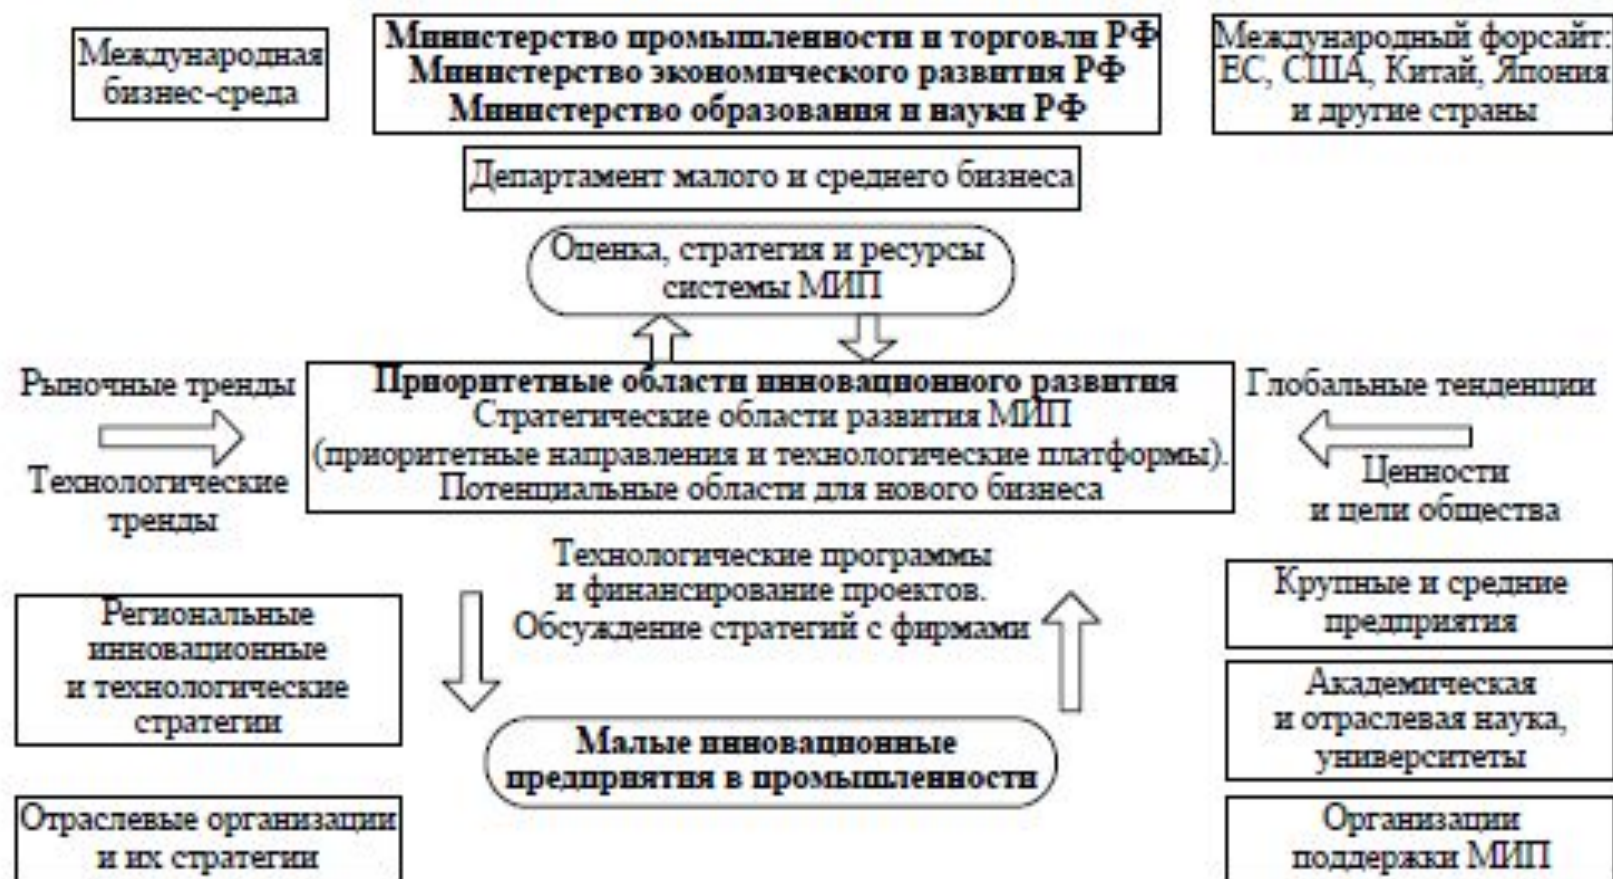 Международная
бизнес-среда
Министерство промышленности и торговли РФ
Министерство экономического развития РФ
Министерство образования и науки РФ
Международный форсайт:
ЕС, США, Китай, Япония
и другие страны
Департамент малого и среднего бизнеса
Оценка, стратегия и ресурсы
системы МИП
Рыночные тренды
Технологические
тренды
Приоритетные области инновационного развития
Стратегические области развития МИП
(приоритетные направления и технологические платформы).
Потенциальные области для нового бизнеса
Глобальные тенденции
Ценности
и цели общества
Технологические программы
и финансирование проектов.
Обсуждение стратегий с фирмами
Региональные
инновационные
и технологические
стратегии
Отраслевые организации
и их стратегии
Малые инновационные
предприятия в промышленности
Крупные и средние
предприятия
Академическая
и отраслевая наука,
университеты
Организации
поддержки МИП